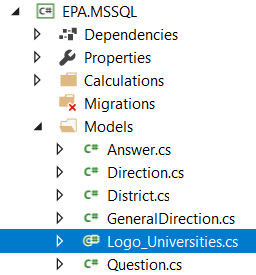 EPA.MSSQL
Dependencies
Properties
Calculations
Migrations
Models
Answer.cs
Direction.cs
District.cs
GeneralDirection.cs
Logo_Universities.cs
Question.cs